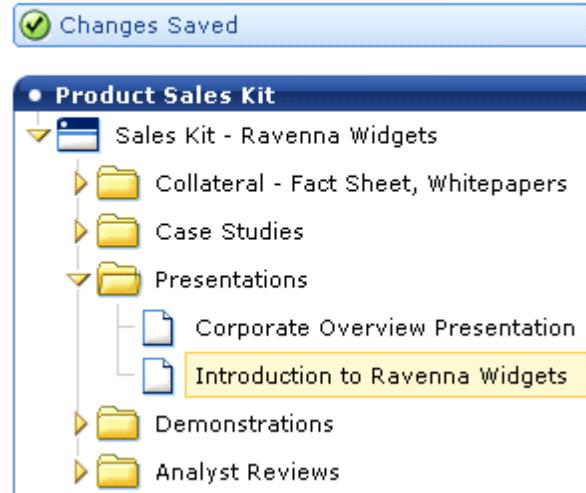 Changes Saved
Product Sales Kit
Sales Kit - Ravenna Widgets
Collateral - Fact Sheet, Whitepapers
Case Studies
Presentations
Corporate Overview Presentation
Introduction to Ravenna Widgets
Demonstrations
Analyst Reviews